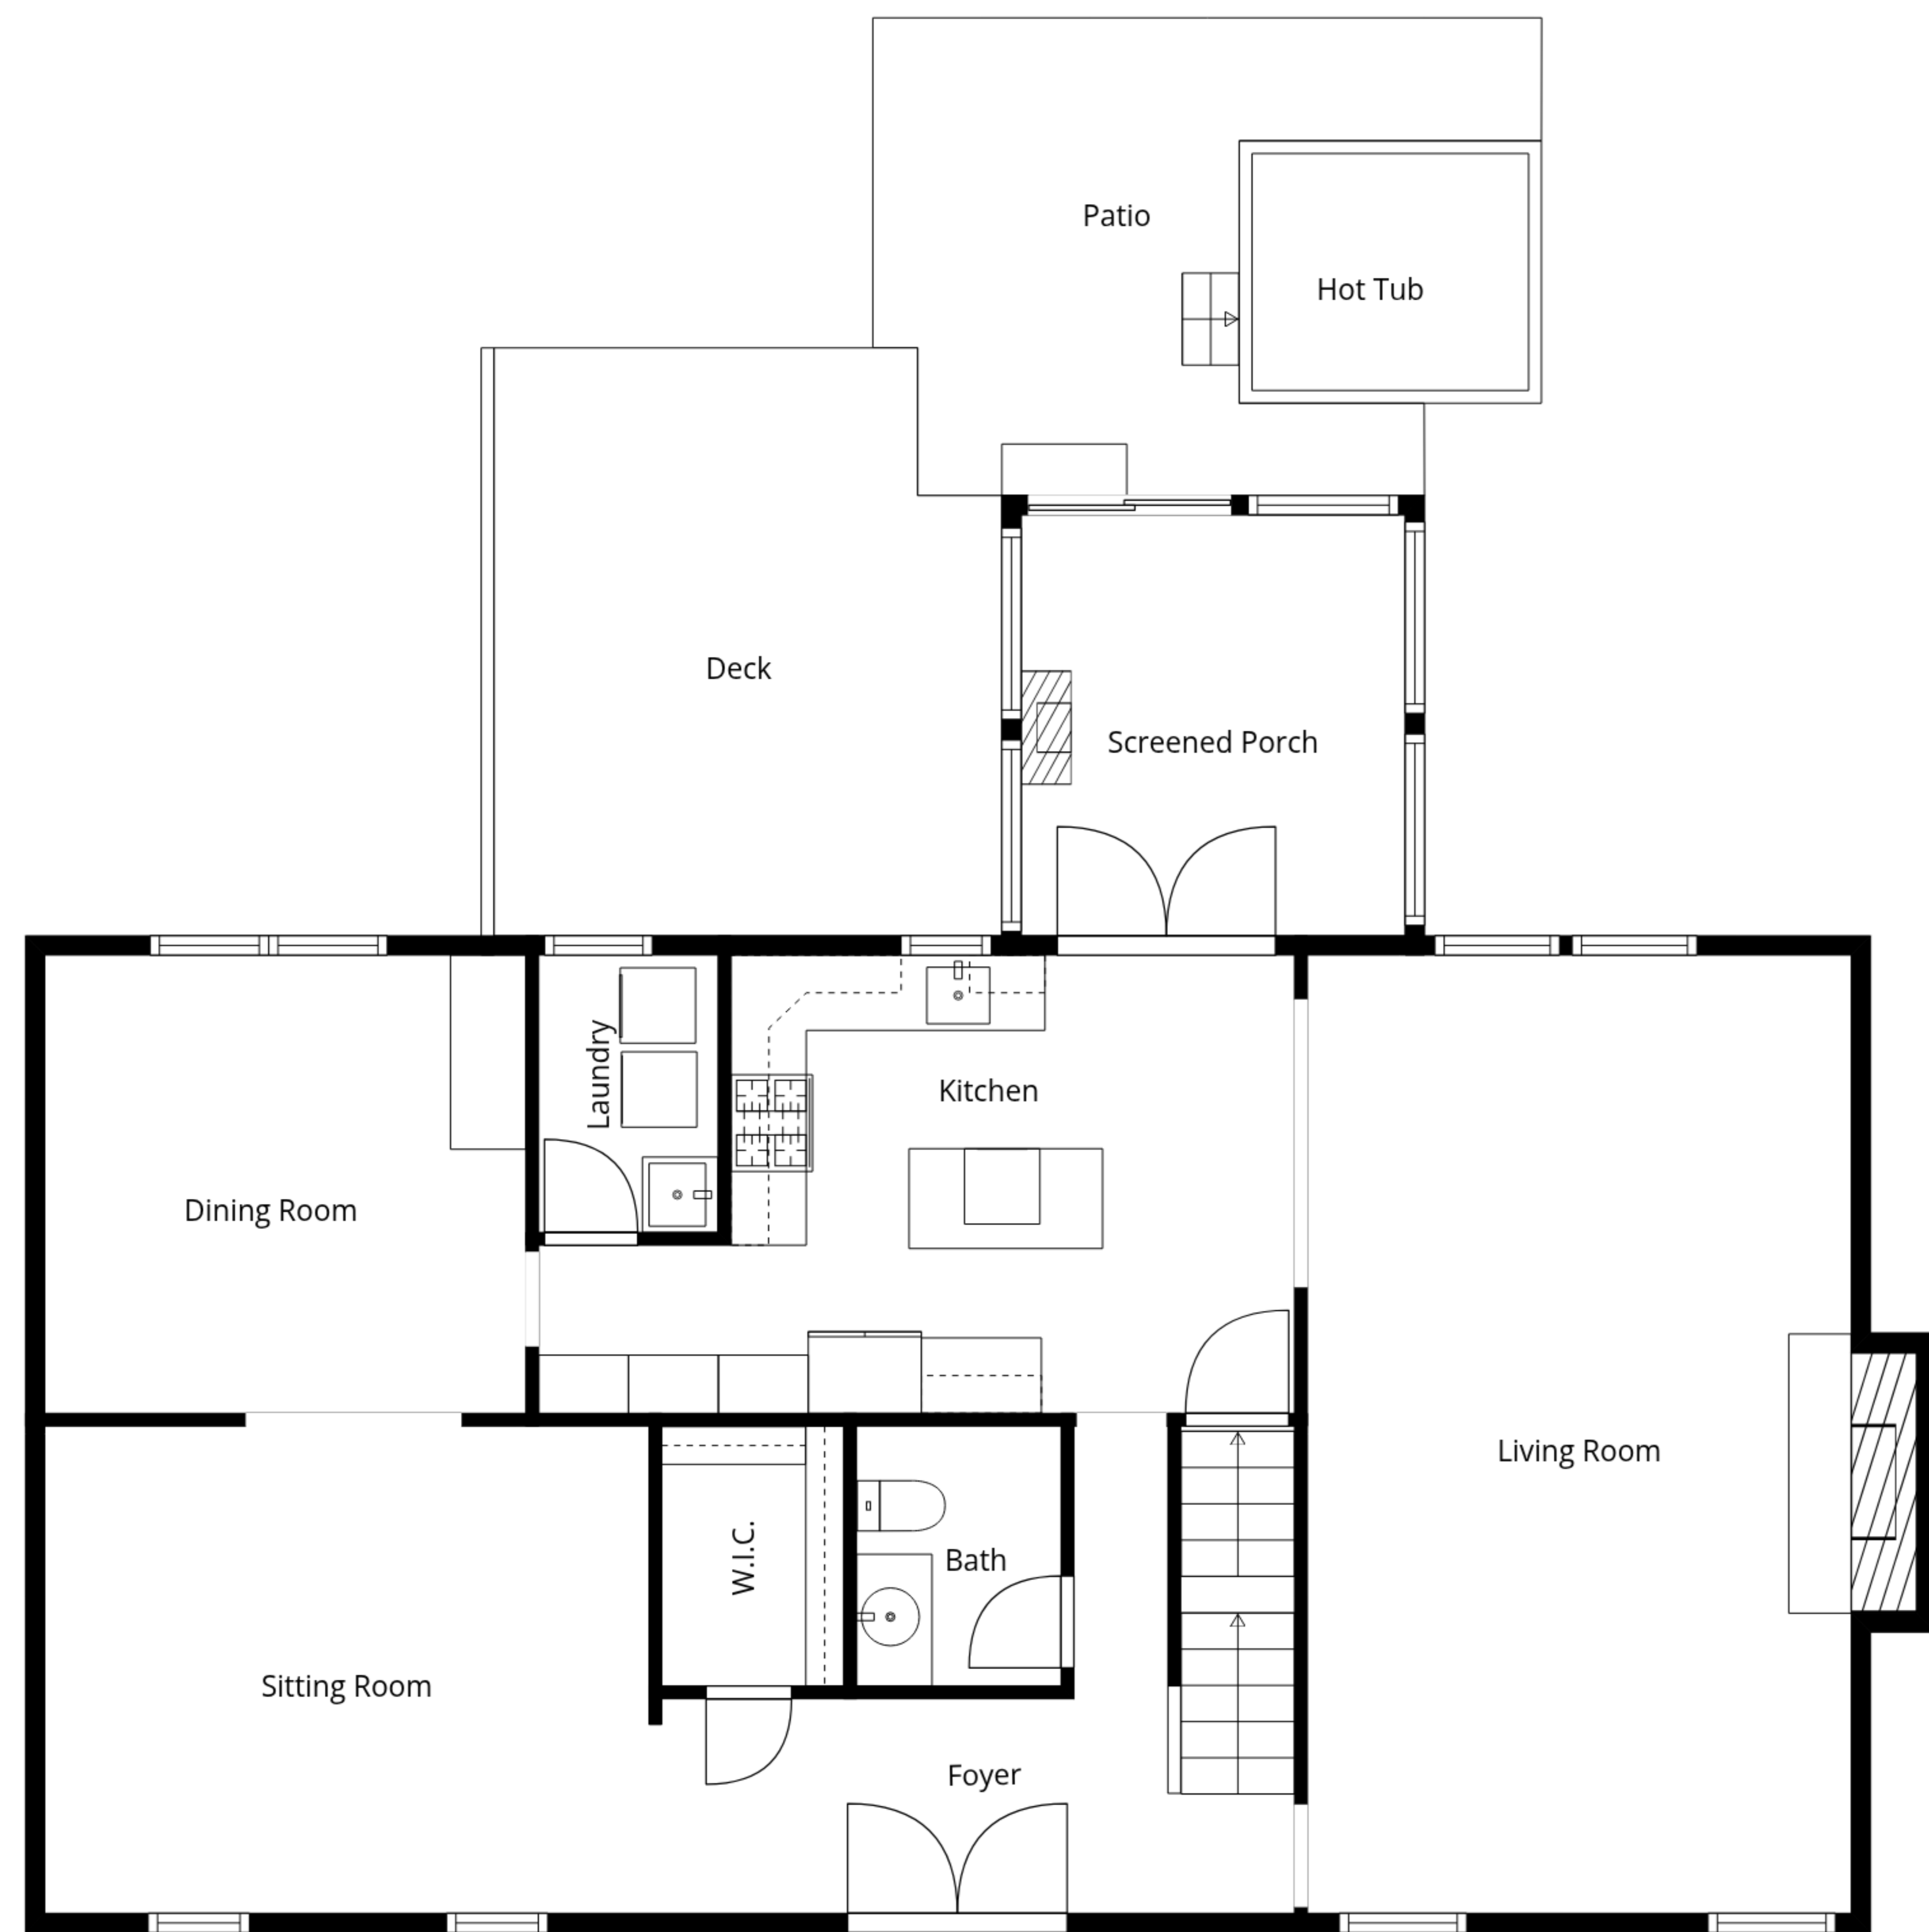 Patio
Hot Tub
Deck
Screened Porch
Laundry
Kitchen
Dining Room
Living Room
W.I.C.
Bath
Sitting Room
Foyer